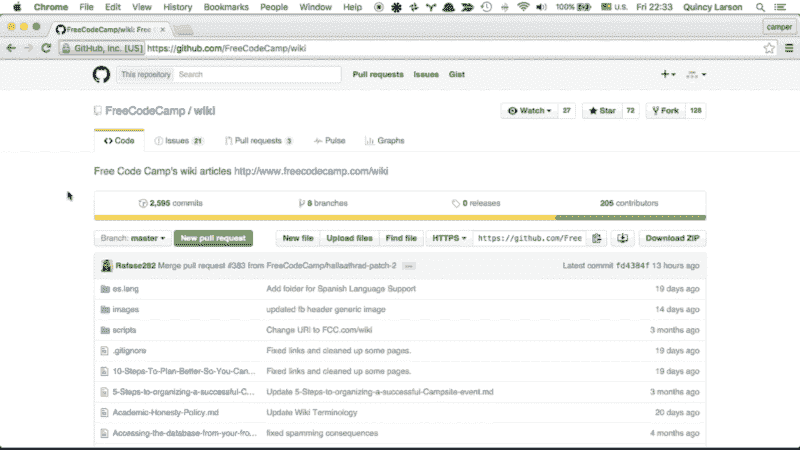 Chrome File Edit View History Bookmarks People Window Help 100% U.S. Fri 22:33 Quincy Larson
FreeCodeCamp/wiki: Free camper
GitHub, Inc. [US] https://github.com/FreeCodeCamp/wiki
This repository Search Pull requests Issues Gist
FreeCodeCamp / wiki Watch 27 Star 72 Fork 128
Code Issues 21 Pull requests 3 Pulse Graphs
Free Code Camp's wiki articles http://www.freecodecamp.com/wiki
2,595 commits 8 branches 0 releases 205 contributors
Branch: master New pull request New file Upload files Find file HTTPS https://github.com/Free Download ZIP
Rafase282 Merge pull request #383 from FreeCodeCamp/hallaathrad-patch-2 ... Latest commit fd4384f 13 hours ago
es.lang Add folder for Spanish Language Support 19 days ago
images updated fb header generic image 14 days ago
scripts Change URI to FCC.com/wiki 3 months ago
.gitignore Fixed links and cleaned up some pages. 19 days ago
10-Steps-To-Plan-Better-So-You-Can... Fixed links and cleaned up some pages. 19 days ago
5-Steps-to-organizing-a-successful-C... Update 5-Steps-to-organizing-a-successful-Campsite-event.md 3 months ago
Academic-Honesty-Policy.md Update Wiki Terminology 20 days ago
Accessing-the-database-from-your-fro... fixed spamming consequences 4 months ago